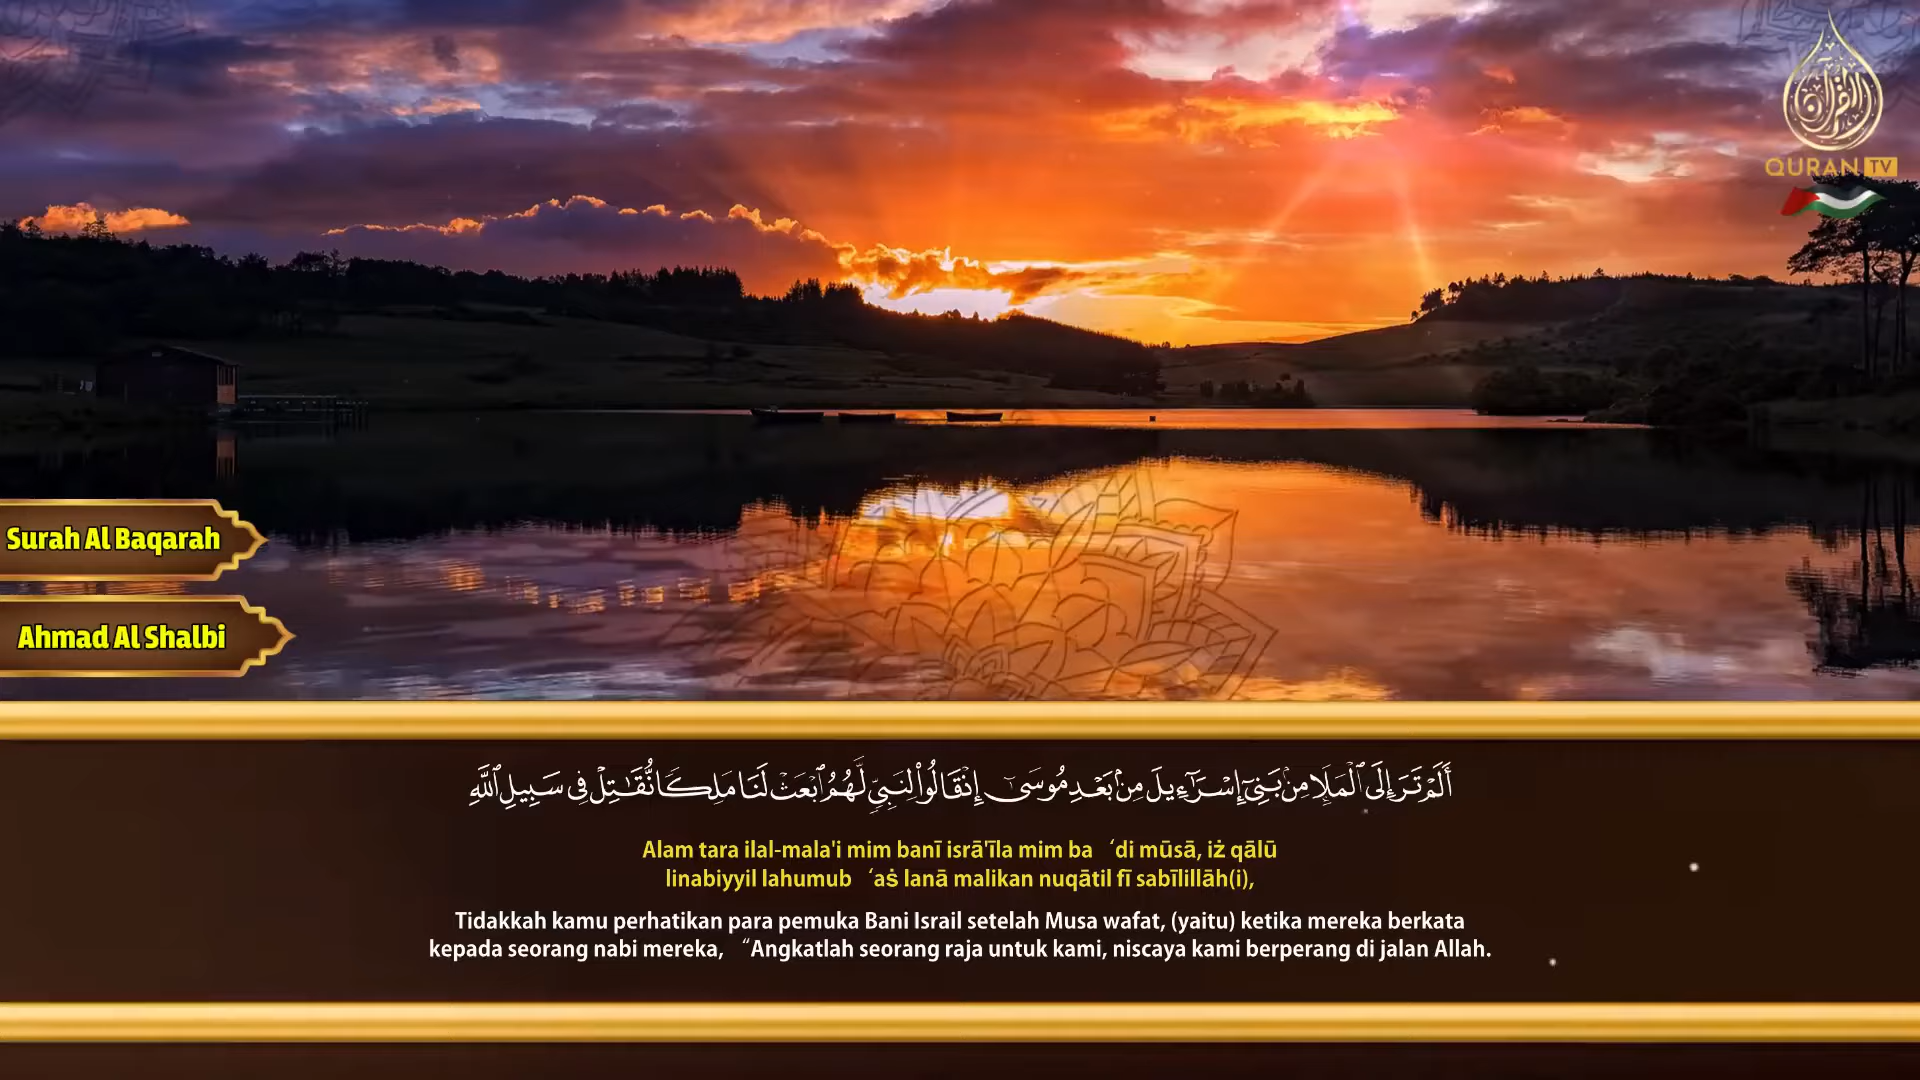 القرآن
QURAN TV
Surah Al Baqarah
Ahmad Al Shalbi
أَلَمْ تَرَ إِلَى ٱلْمَلَإِ مِنۢ بَنِىٓ إِسْرَٰٓءِيلَ مِنۢ بَعْدِ مُوسَىٰٓ إِذْ قَالُوا۟ لِنَبِىٍّ لَّهُمُ ٱبْعَثْ لَنَا مَلِكًا نُّقَٰتِلْ فِى سَبِيلِ ٱللَّهِ
Alam tara ilal-mala'i mim banī isrā'īla mim ba ‘di mūsā, iż qālū
linabiyyil lahumub ‘aṡ lanā malikan nuqātil fī sabīlillāh(i),
Tidakkah kamu perhatikan para pemuka Bani Israil setelah Musa wafat, (yaitu) ketika mereka berkata
kepada seorang nabi mereka, “Angkatlah seorang raja untuk kami, niscaya kami berperang di jalan Allah.